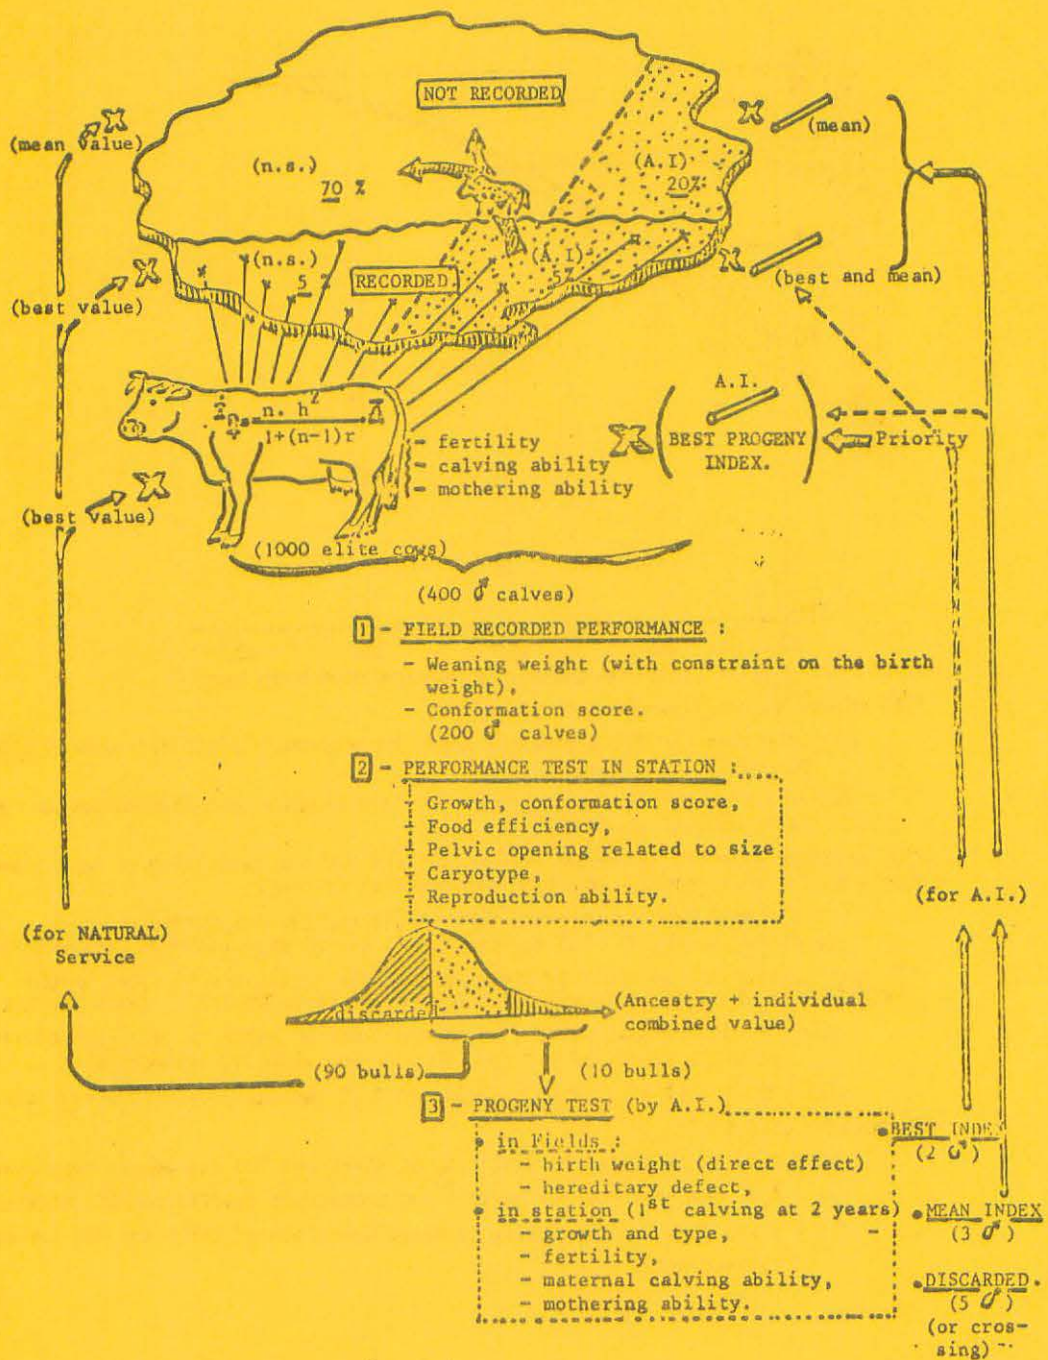 NOT RECORDED
(mean value)
(mean)
(n.s.)
70 %
(A.I)
20%
(n.s.)
5 %
RECORDED
(A.I)
5%
(best value)
(best and mean)
n. h²
1+(n-1)r
A.I.
BEST PROGENY
INDEX.
Priority
- fertility
- calving ability
- mothering ability
(best value)
(1000 elite cows)
(400 ♂ calves)
1 - FIELD RECORDED PERFORMANCE :
- Weaning weight (with constraint on the birth
weight),
- Conformation score.
(200 ♂ calves)
2 - PERFORMANCE TEST IN STATION :
- Growth, conformation score,
- Food efficiency,
- Pelvic opening related to size
- Caryotype,
- Reproduction ability.
(for A.I.)
(for NATURAL)
Service
discarded
(Ancestry + individual
combined value)
(90 bulls)
(10 bulls)
3 - PROGENY TEST (by A.I.)
• in Fields :
- birth weight (direct effect)
- hereditary defect,
• in station (1st calving at 2 years)
- growth and type,
- fertility,
- maternal calving ability,
- mothering ability.
• BEST INDEX
(2 ♂)
• MEAN INDEX
(3 ♂)
• DISCARDED.
(5 ♂)
(or cros-
sing)